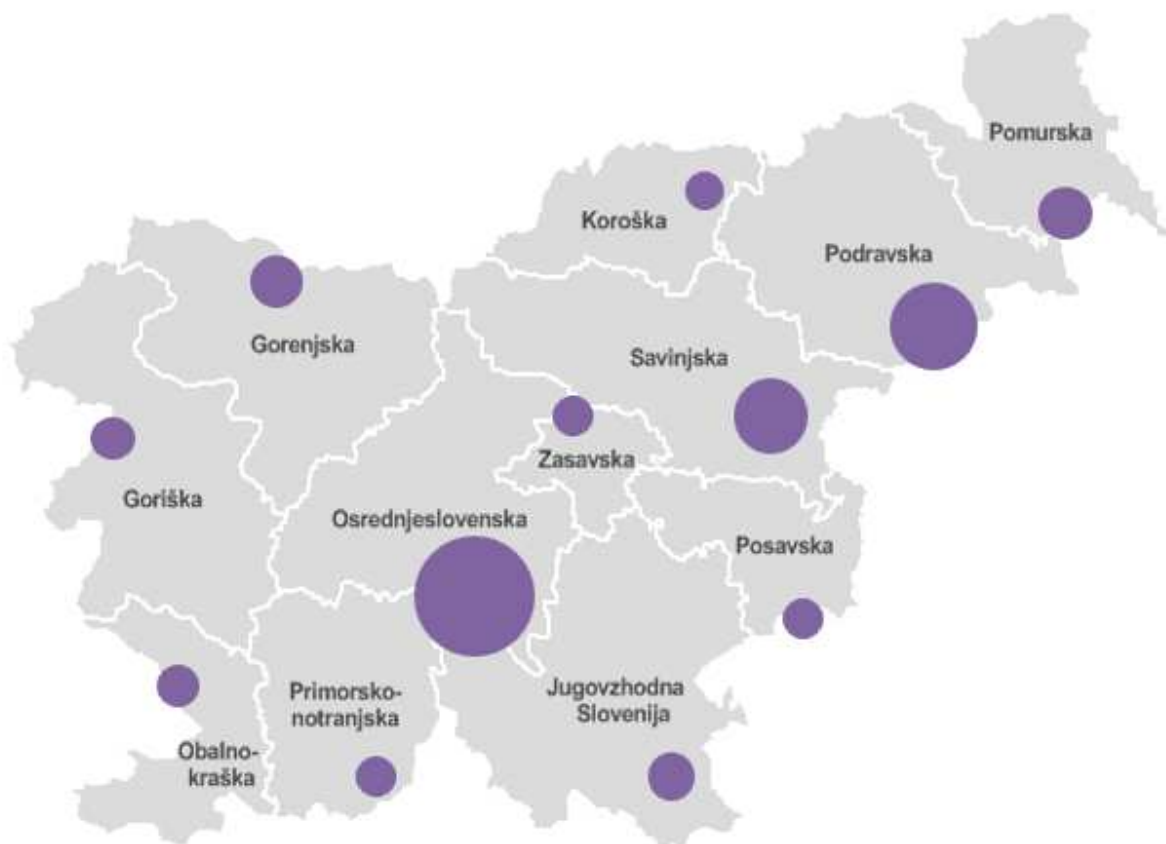 Pomurska
Koroška
Podravska
Gorenjska
Savinjska
Zasavska
Goriška
Osrednjeslovenska
Posavska
Primorsko-
notranjska
Jugovzhodna
Slovenija
Obalno-
kraška